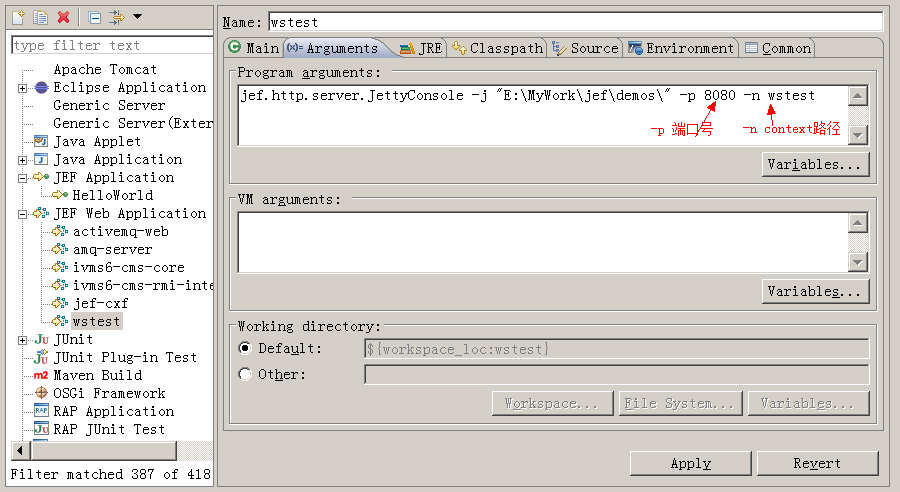 type filter text
Apache Tomcat
Eclipse Application
Generic Server
Generic Server(Exter
Java Applet
Java Application
JEF Application
HelloWorld
JEF Web Application
activemq-web
amq-server
ivms6-cms-core
ivms6-cms-rmi-inte
jef-cxf
wstest
JUnit
JUnit Plug-in Test
Maven Build
OSGi Framework
RAP Application
RAP JUnit Test
Filter matched 387 of 418
Name: wstest
Main Arguments JRE Classpath Source Environment Common
Program arguments:
jef.http.server.JettyConsole -j "E:\MyWork\jef\demos\" -p 8080 -n wstest
-p 端口号 -n context路径
Variables...
VM arguments:
Variables...
Working directory:
Default: ${workspace_loc:wstest}
Other:
Workspace... File System... Variables...
Apply Revert